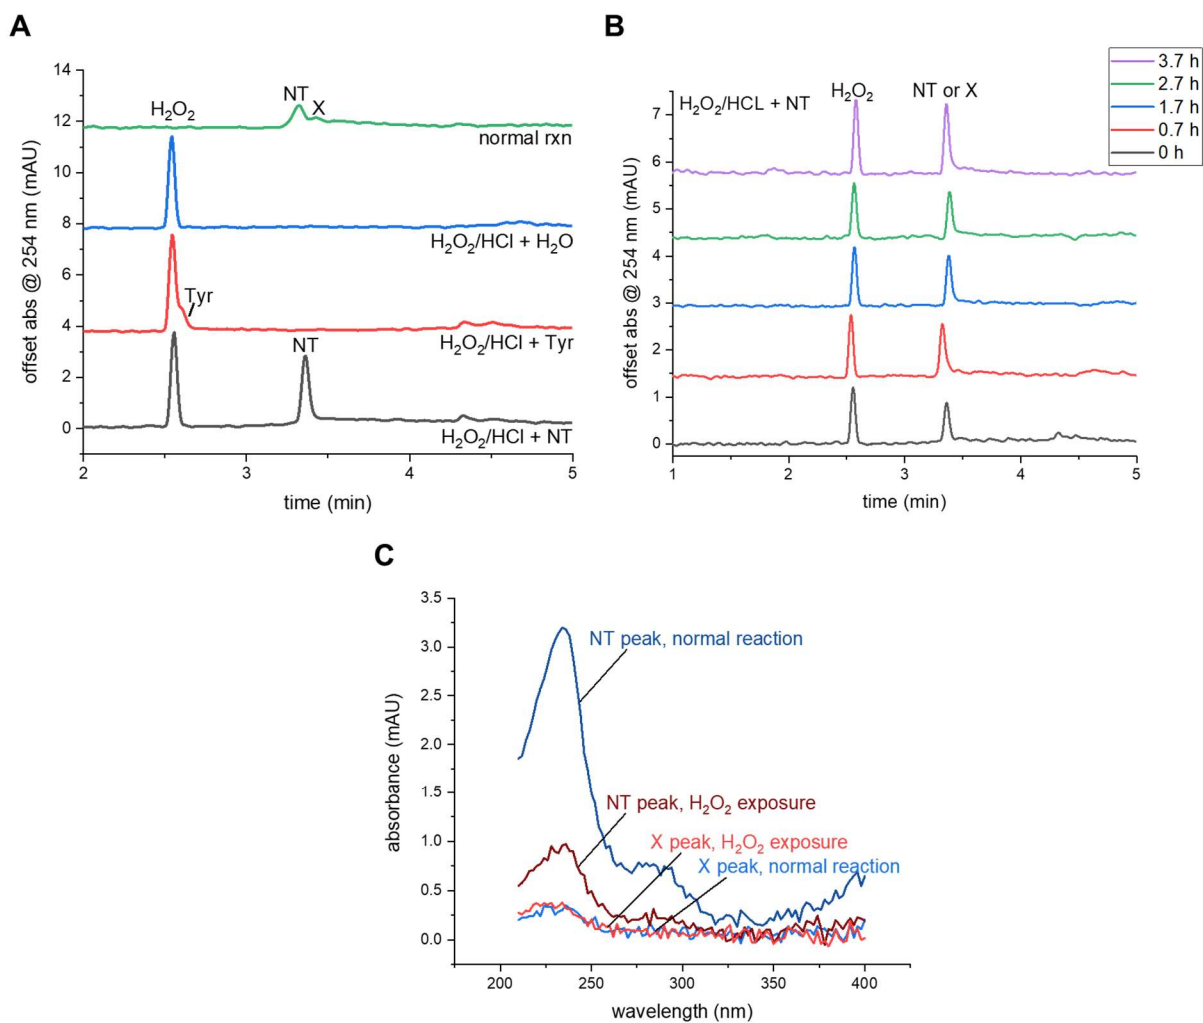 A
14
12
10
8
6
4
2
0
offset abs @ 254 nm (mAU)
NT
X
H₂O₂
normal rxn
H₂O₂/HCl + H₂O
Tyr
H₂O₂/HCl + Tyr
NT
H₂O₂/HCl + NT
2
3
4
5
time (min)
B
3.7 h
2.7 h
1.7 h
0.7 h
0 h
H₂O₂/HCL + NT
H₂O₂
NT or X
7
6
5
4
3
2
1
0
offset abs @ 254 nm (mAU)
1
2
3
4
5
time (min)
C
3.5
3.0
2.5
2.0
1.5
1.0
0.5
0.0
absorbance (mAU)
NT peak, normal reaction
NT peak, H₂O₂ exposure
X peak, H₂O₂ exposure
X peak, normal reaction
200
250
300
350
400
wavelength (nm)